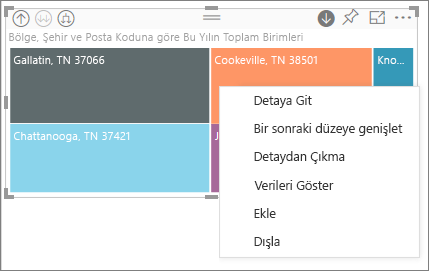 Bölge, Şehir ve Posta Koduna göre Bu Yılın Toplam Birimleri
Gallatin, TN 37066
Cookeville, TN 38501
Kno...
Chattanooga, TN 37421
J
Detaya Git
Bir sonraki düzeye genişlet
Detaydan Çıkma
Verileri Göster
Ekle
Dışla